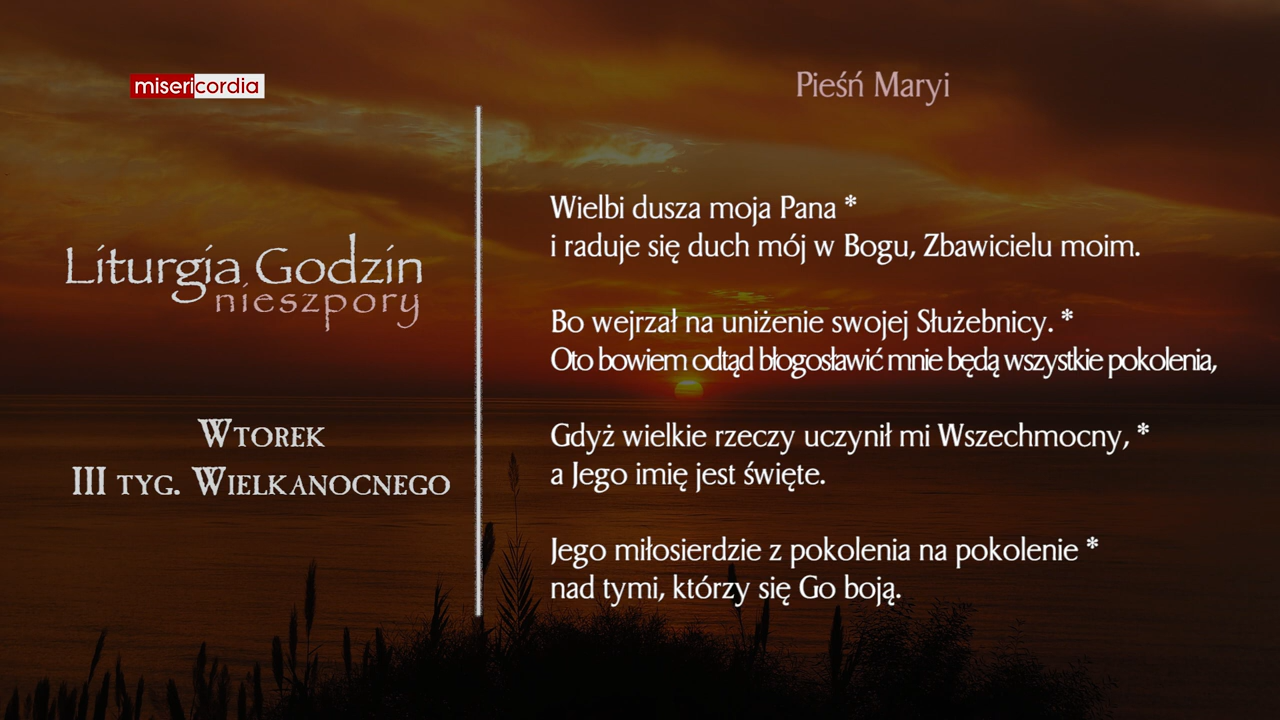 misericordia
Liturgia Godzin
nieszpory
Wtorek
III tyg. Wielkanocnego
Pieśń Maryi
Wielbi dusza moja Pana *
i raduje się duch mój w Bogu, Zbawicielu moim.
Bo wejrzał na uniżenie swojej Służebnicy. *
Oto bowiem odtąd błogosławić mnie będą wszystkie pokolenia,
Gdyż wielkie rzeczy uczynił mi Wszechmocny, *
a Jego imię jest święte.
Jego miłosierdzie z pokolenia na pokolenie *
nad tymi, którzy się Go boją.